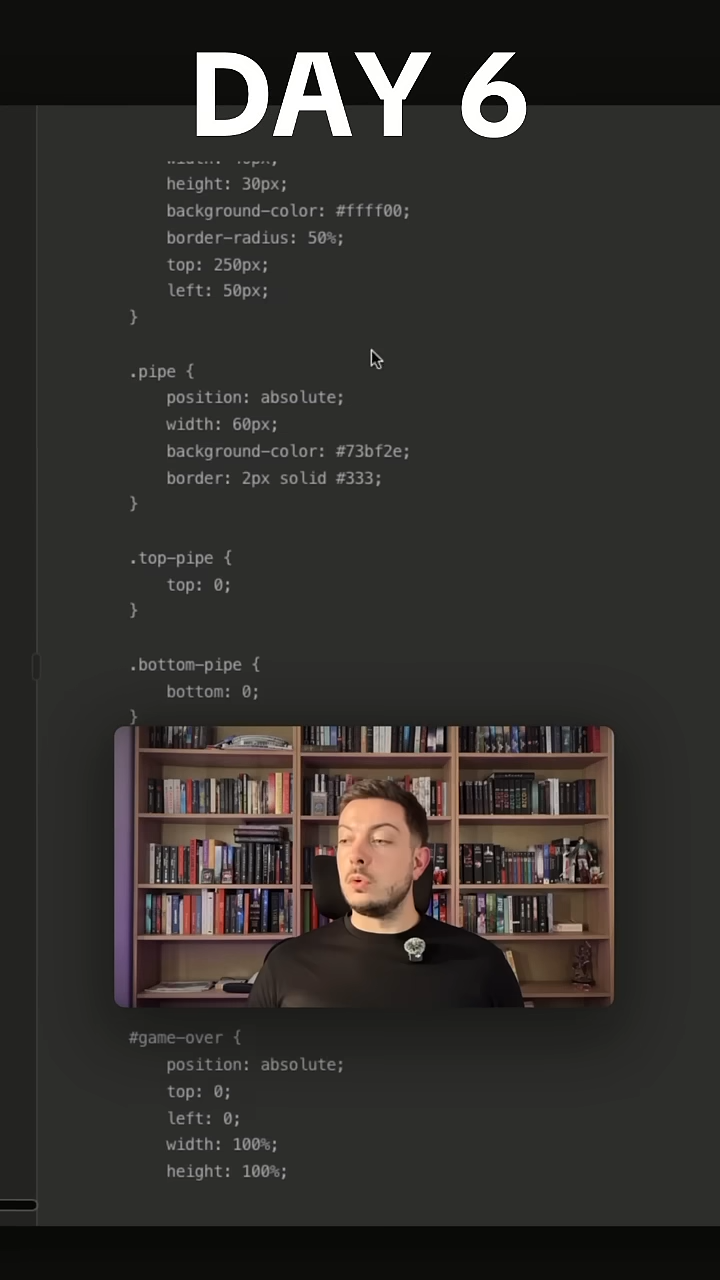 DAY 6
height: 30px;
background-color: #ffff00;
border-radius: 50%;
top: 250px;
left: 50px;
}
.pipe {
position: absolute;
width: 60px;
background-color: #73bf2e;
border: 2px solid #333;
}
.top-pipe {
top: 0;
}
.bottom-pipe {
bottom: 0;
}
#game-over {
position: absolute;
top: 0;
left: 0;
width: 100%;
height: 100%;